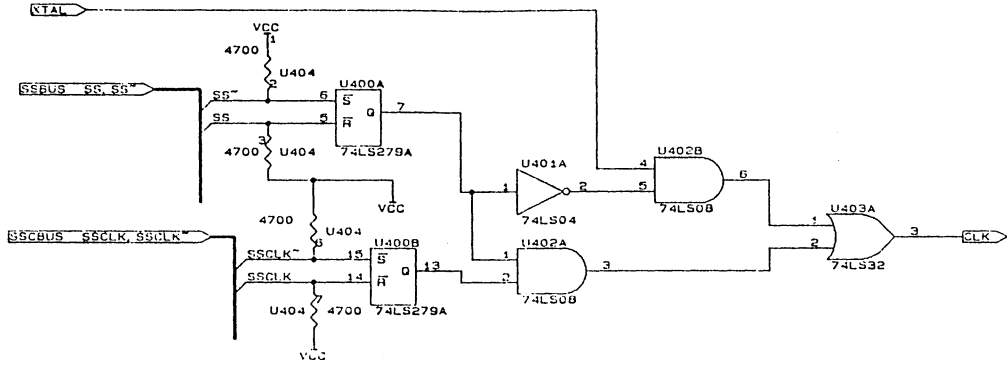 XTAL
VCC
1
4700
U404
2
SSBUS SS, SS~
U400A
SS~
6
S
Q
7
SS
5
R
3
4700
U404
74LS279A
U401A
U402B
4
6
1
2
5
VCC
74LS04
74LS08
U403A
4700
U404
6
1
3
CLK
2
74LS32
SSCBUS SSCLK, SSCLK~
U400B
U402A
SSCLK~
15
S
Q
13
1
3
SSCLK
14
R
2
7
U404
4700
74LS279A
74LS08
VCC